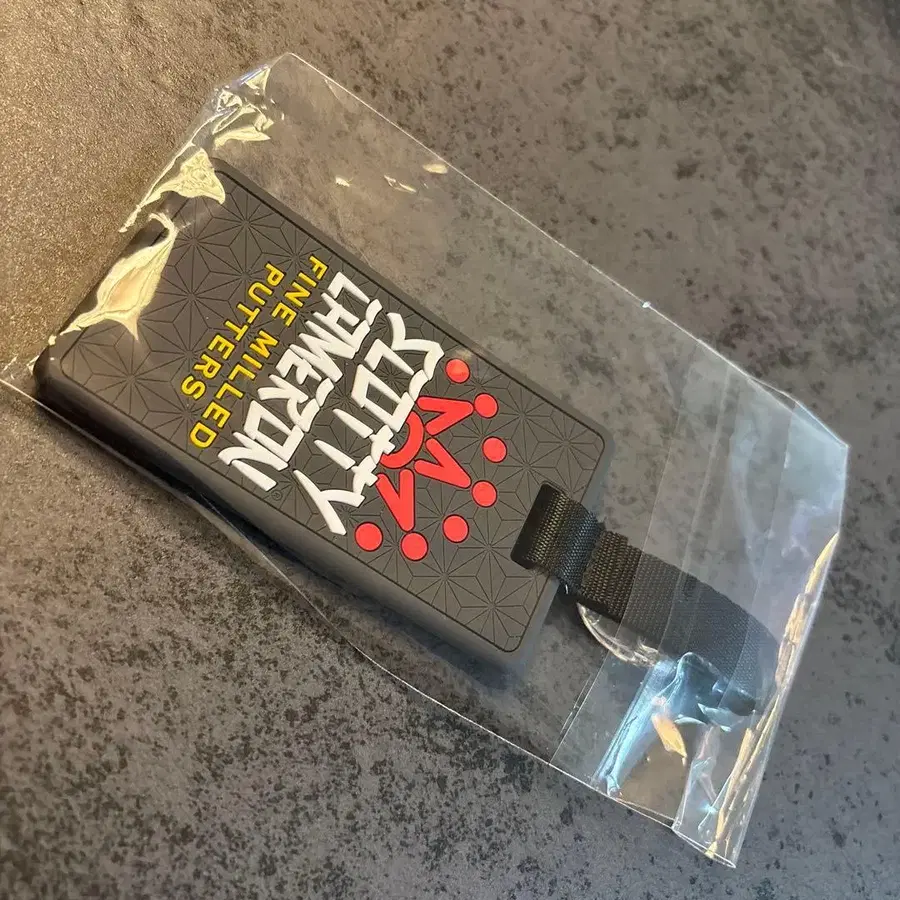 SCOTTY
CAMERON
®
FINE MILLED
PUTTERS